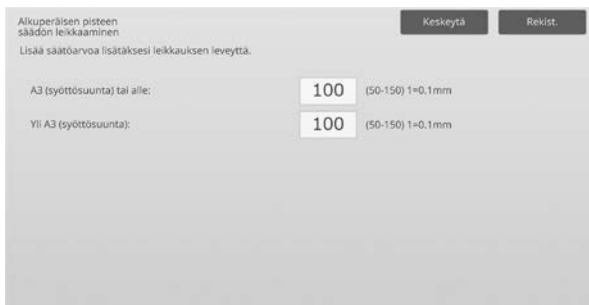 Alkuperäisen pisteen
säädön leikkaaminen
Keskeytä
Rekist.
Lisää säätöarvoa lisätäksesi leikkauksen leveyttä.
A3 (syöttösuunta) tai alle:
100
(50-150) 1=0.1mm
Yli A3 (syöttösuunta):
100
(50-150) 1=0.1mm